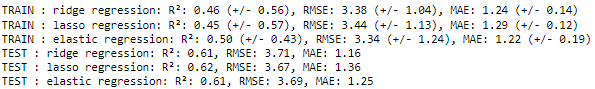 TRAIN : ridge regression: R²: 0.46 (+/- 0.56), RMSE: 3.38 (+/- 1.04), MAE: 1.24 (+/- 0.14)
TRAIN : lasso regression: R²: 0.45 (+/- 0.57), RMSE: 3.44 (+/- 1.13), MAE: 1.29 (+/- 0.12)
TRAIN : elastic regression: R²: 0.50 (+/- 0.43), RMSE: 3.34 (+/- 1.24), MAE: 1.22 (+/- 0.19)
TEST : ridge regression: R²: 0.61, RMSE: 3.71, MAE: 1.16
TEST : lasso regression: R²: 0.62, RMSE: 3.67, MAE: 1.36
TEST : elastic regression: R²: 0.61, RMSE: 3.69, MAE: 1.25